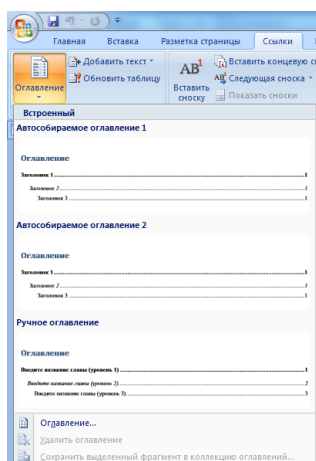 Главная Вставка Разметка страницы Ссылки
Оглавление
Добавить текст
Обновить таблицу
AB1
Вставить сноску
Вставить концевую с
Следующая сноска
Показать сноски
Встроенный
Автособираемое оглавление 1
Оглавление
Заголовок 1 1
Заголовок 2 1
Заголовок 3 1
Автособираемое оглавление 2
Оглавление
Заголовок 1 1
Заголовок 2 1
Заголовок 3 1
Ручное оглавление
Оглавление
Введите название главы (уровень 1) 1
Введите название главы (уровень 2) 2
Введите название главы (уровень 3) 3
Оглавление...
Удалить оглавление
Сохранить выделенный фрагмент в коллекцию оглавлений...